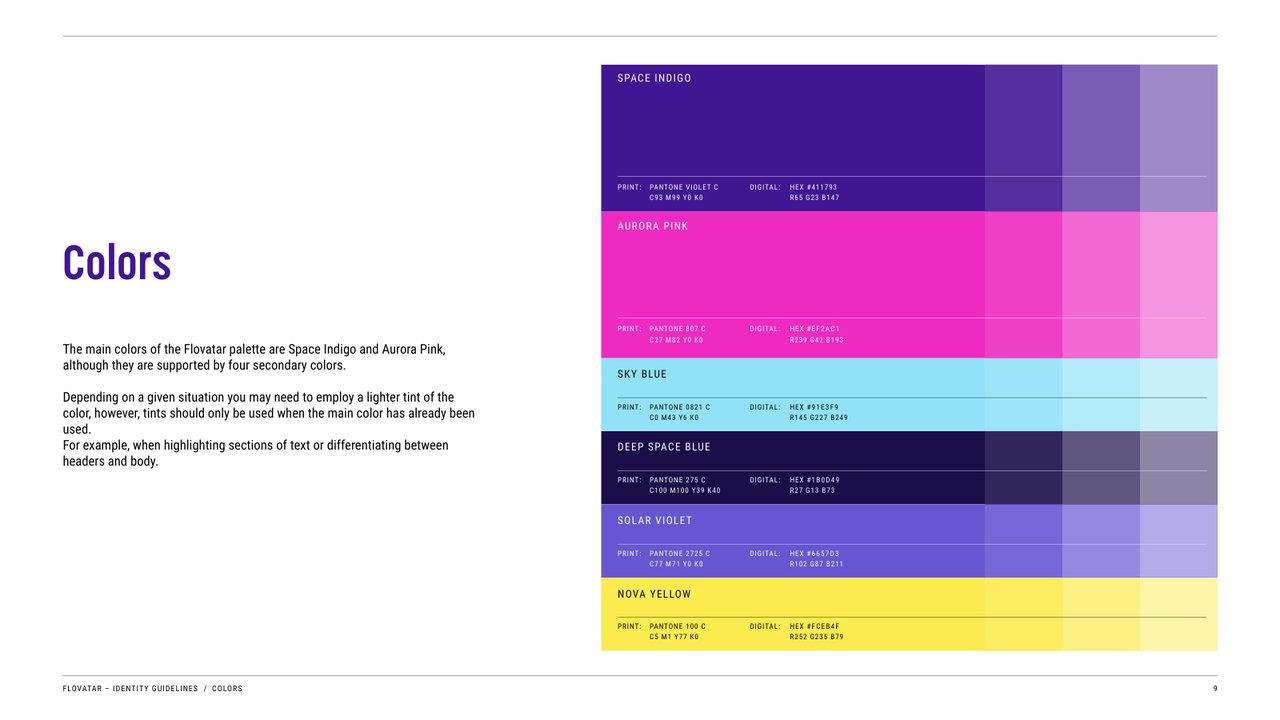 Colors
The main colors of the Flovatar palette are Space Indigo and Aurora Pink,
although they are supported by four secondary colors.
Depending on a given situation you may need to employ a lighter tint of the
color, however, tints should only be used when the main color has already been
used.
For example, when highlighting sections of text or differentiating between
headers and body.
SPACE INDIGO
PRINT: PANTONE VIOLET C DIGITAL: HEX #411793
C93 M99 Y0 K0 R65 G23 B147
AURORA PINK
PRINT: PANTONE 807 C DIGITAL: HEX #EF2AC1
C27 M82 Y0 K0 R239 G42 B193
SKY BLUE
PRINT: PANTONE 0821 C DIGITAL: HEX #91E3F9
C0 M43 Y6 K0 R145 G227 B249
DEEP SPACE BLUE
PRINT: PANTONE 275 C DIGITAL: HEX #1B0D49
C100 M100 Y39 K40 R27 G13 B73
SOLAR VIOLET
PRINT: PANTONE 2725 C DIGITAL: HEX #6657D3
C77 M71 Y0 K0 R102 G87 B211
NOVA YELLOW
PRINT: PANTONE 100 C DIGITAL: HEX #FCEB4F
C5 M1 Y77 K0 R252 G235 B79
FLOVATAR – IDENTITY GUIDELINES / COLORS 9